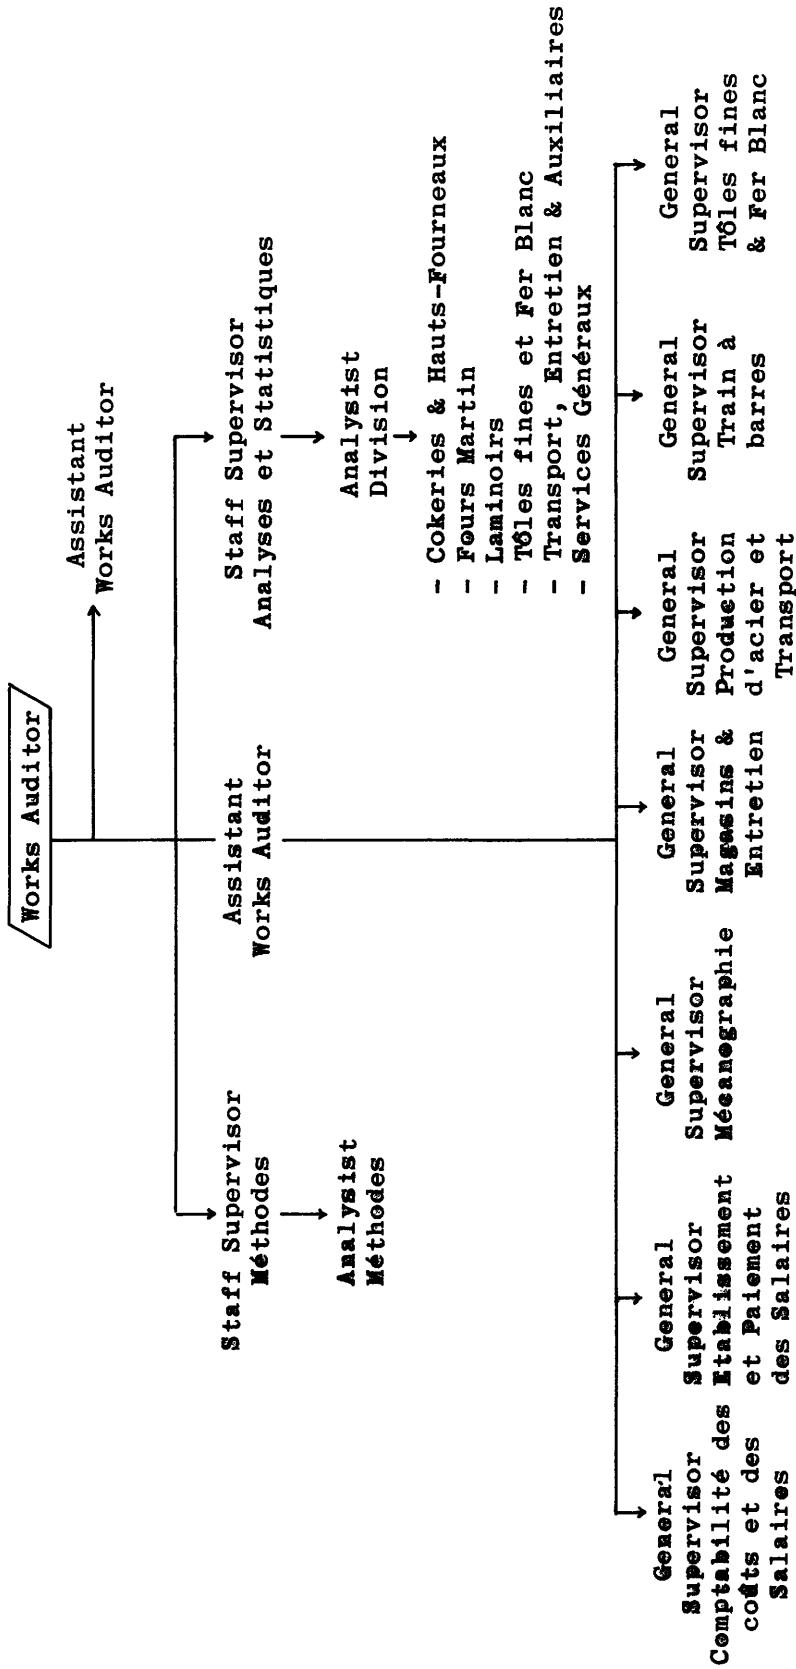 Works Auditor
Assistant
Works Auditor
Staff Supervisor
Méthodes
Analysist
Méthodes
Assistant
Works Auditor
Staff Supervisor
Analyses et Statistiques
Analysist
Division
- Cokeries & Hauts-Fourneaux
- Fours Martin
- Laminoirs
- Tôles fines et Fer Blanc
- Transport, Entretien & Auxiliaires
- Services Généraux
General
Supervisor
Comptabilité des
coûts et des
Salaires
General
Supervisor
Etablissement
et Paiement
des Salaires
General
Supervisor
Mécanographie
General
Supervisor
Magasins &
Entretien
General
Supervisor
Production
d'acier et
Transport
General
Supervisor
Train à
barres
General
Supervisor
Tôles fines
& Fer Blanc